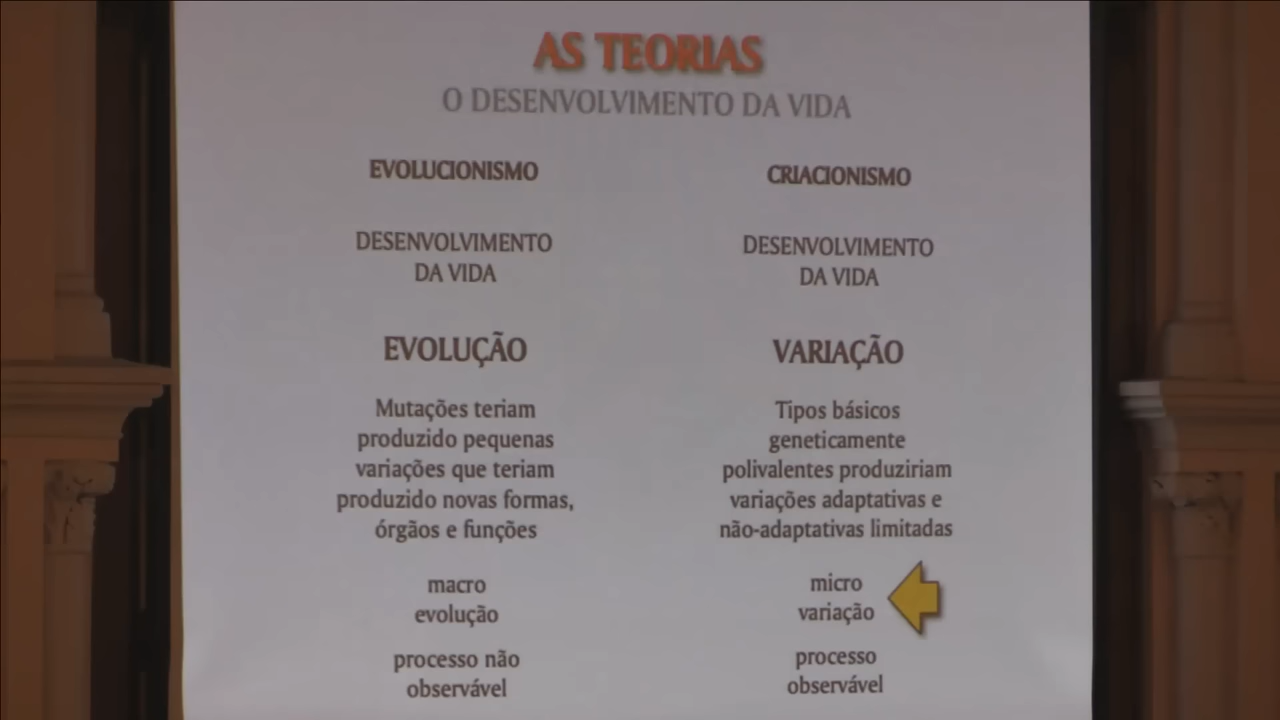 AS TEORIAS
O DESENVOLVIMENTO DA VIDA
EVOLUCIONISMO
DESENVOLVIMENTO
DA VIDA
EVOLUÇÃO
Mutações teriam
produzido pequenas
variações que teriam
produzido novas formas,
órgãos e funções
macro
evolução
processo não
observável
CRIACIONISMO
DESENVOLVIMENTO
DA VIDA
VARIAÇÃO
Tipos básicos
geneticamente
polivalentes produziriam
variações adaptativas e
não-adaptativas limitadas
micro
variação
processo
observável